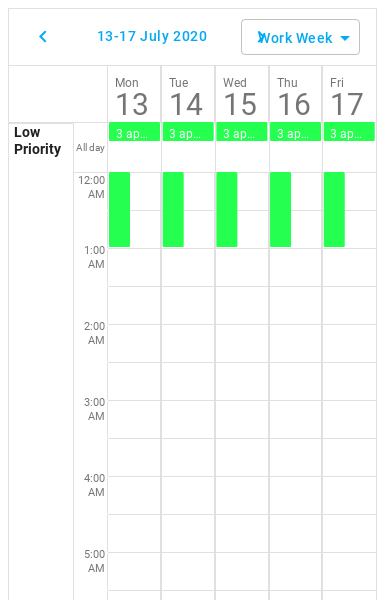 13-17 July 2020
Work Week
Mon Tue Wed Thu Fri
13 14 15 16 17
Low
Priority
3 ap... 3 ap... 3 ap... 3 ap... 3 ap...
All day
12:00
AM
1:00
AM
2:00
AM
3:00
AM
4:00
AM
5:00
AM